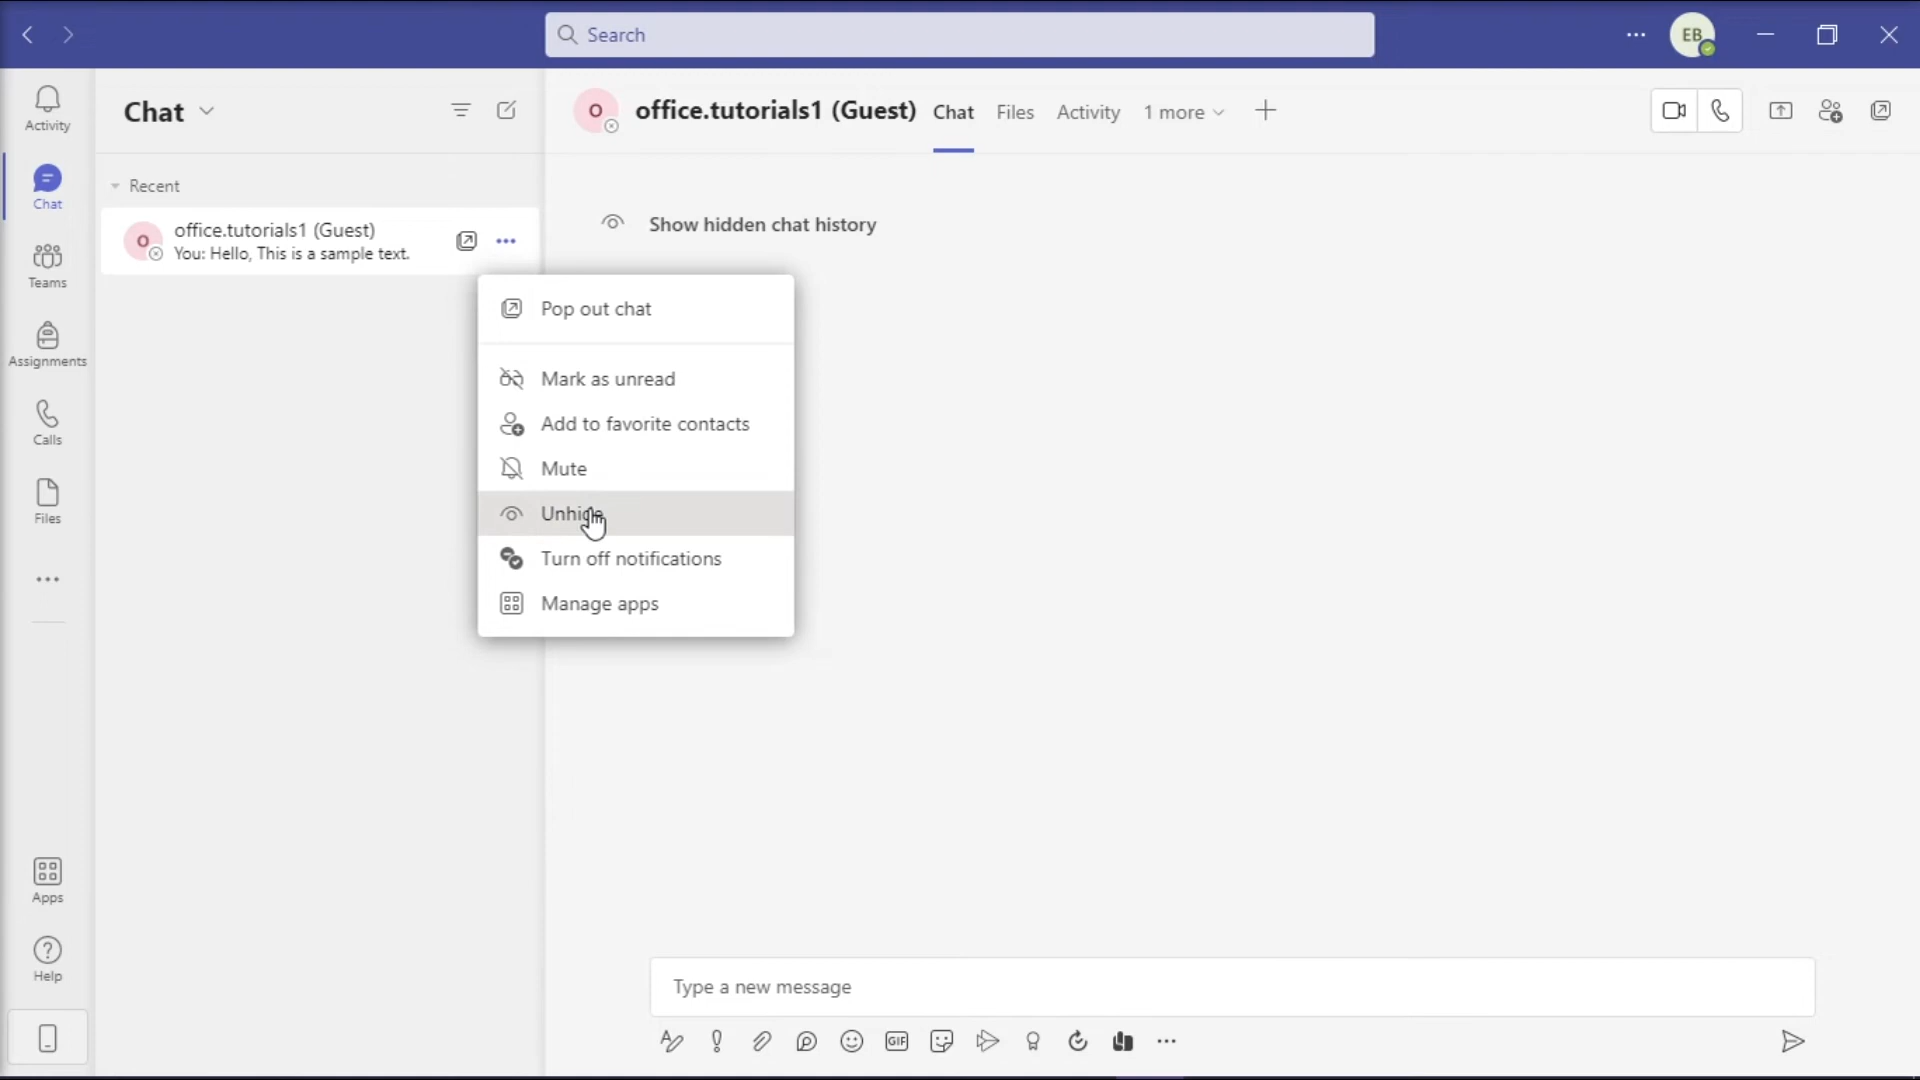 Search
EB
Activity
Chat
Teams
Assignments
Calls
Files
Apps
Help
Chat
Recent
O
office.tutorials1 (Guest)
You: Hello, This is a sample text.
O
office.tutorials1 (Guest)
Chat
Files
Activity
1 more
Show hidden chat history
Pop out chat
Mark as unread
Add to favorite contacts
Mute
Unhide
Turn off notifications
Manage apps
Type a new message
GIF